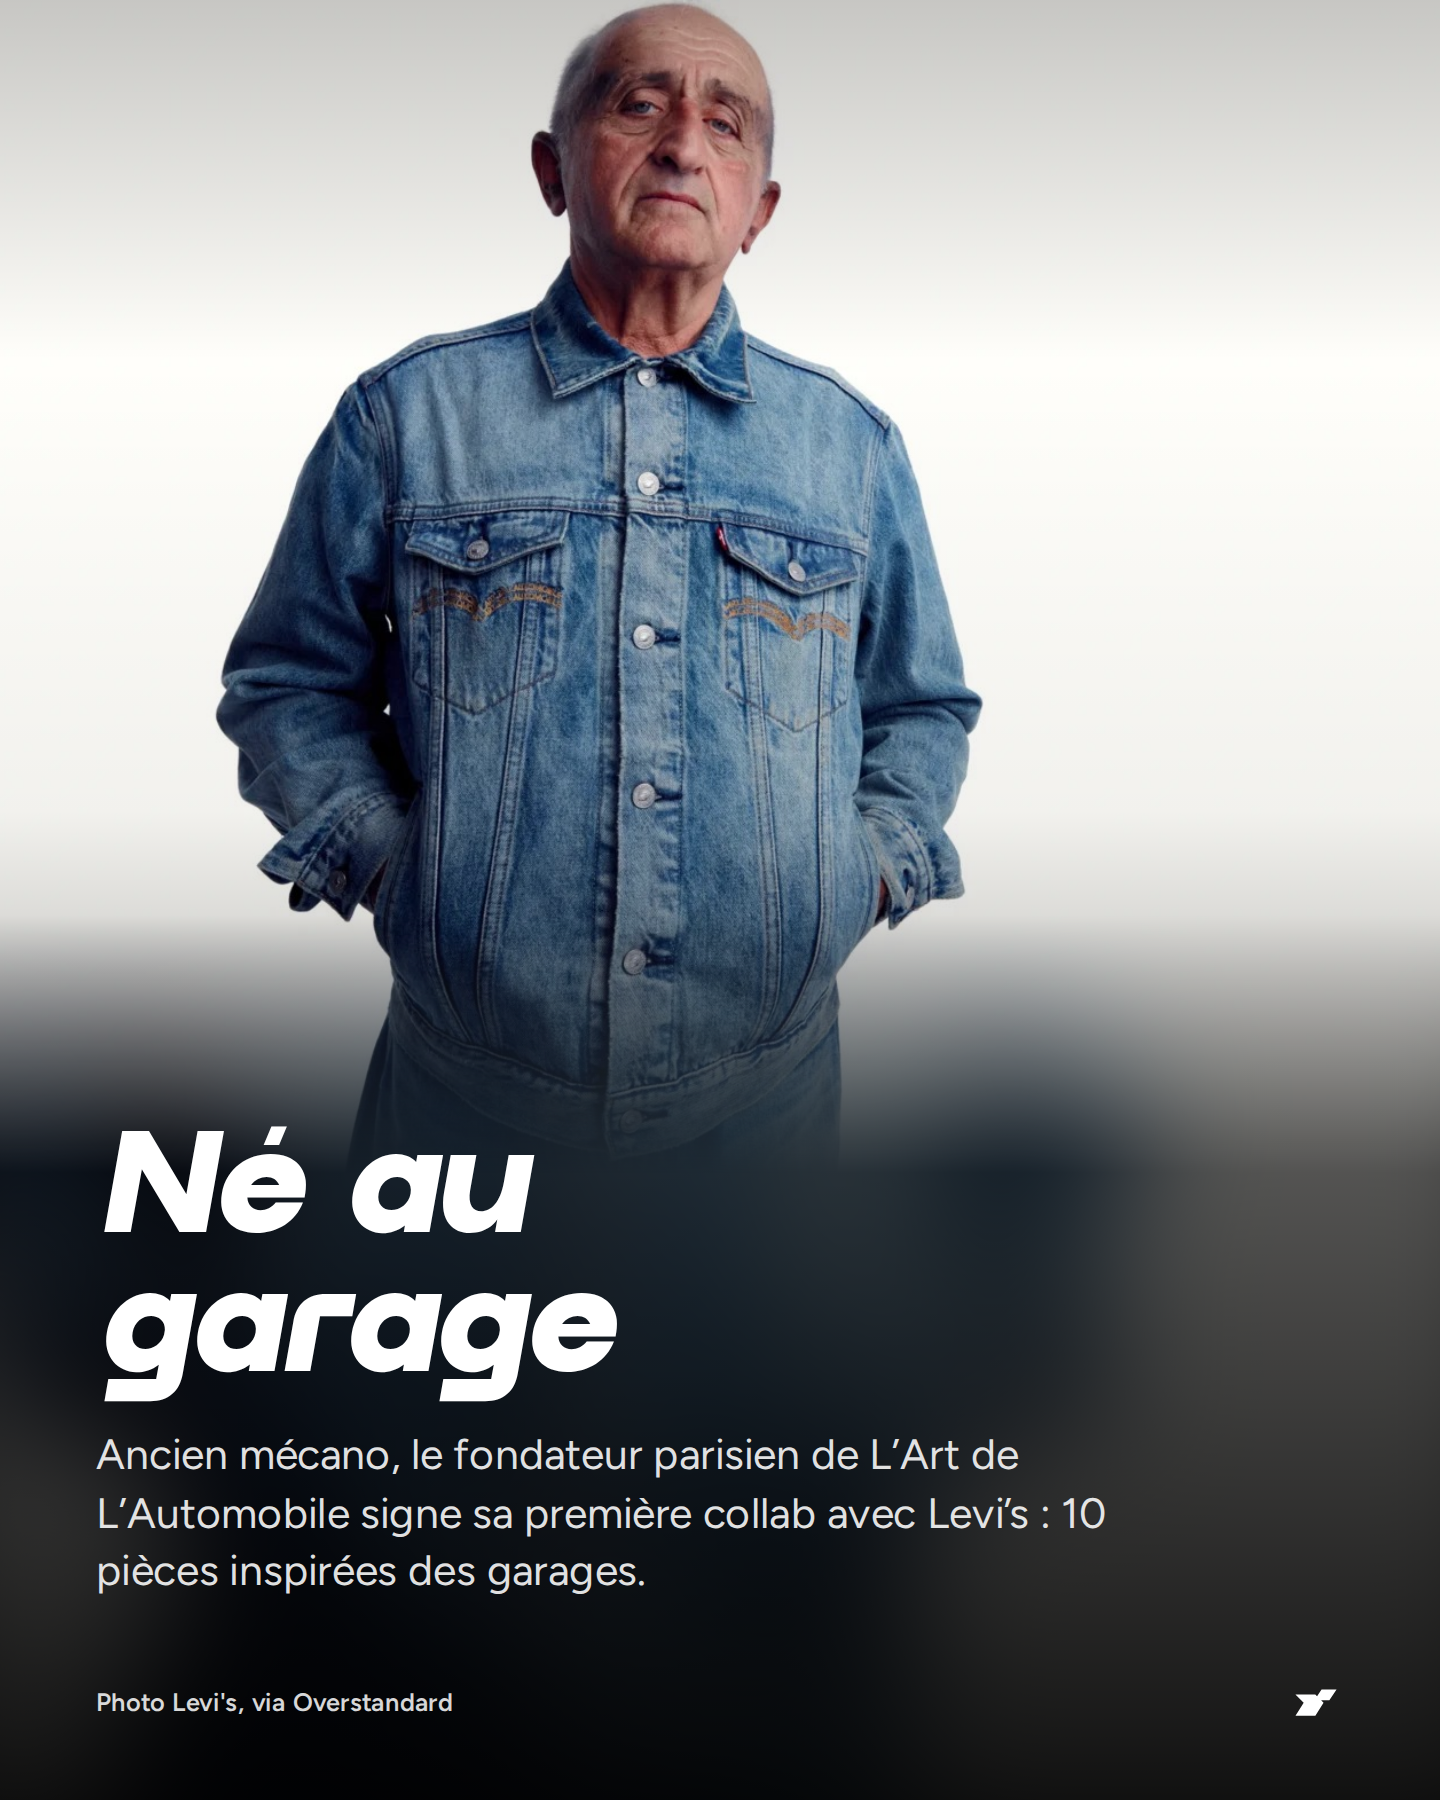 Né au
garage
Ancien mécano, le fondateur parisien de L’Art de
L’Automobile signe sa première collab avec Levi’s : 10
pièces inspirées des garages.
Photo Levi's, via Overstandard